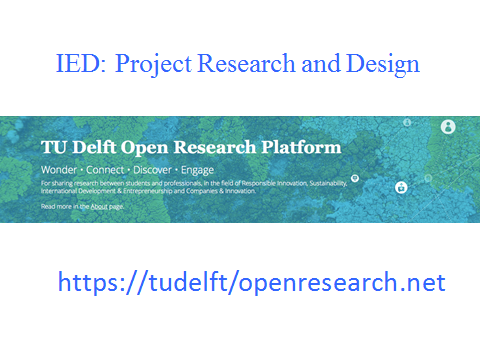 IED: Project Research and Design
TU Delft Open Research Platform
Wonder • Connect • Discover • Engage
For sharing research between students and professionals, in the field of Responsible Innovation, Sustainability,
International Development & Entrepreneurship and Companies & Innovation.
Read more in the About page.
https://tudelft/openresearch.net